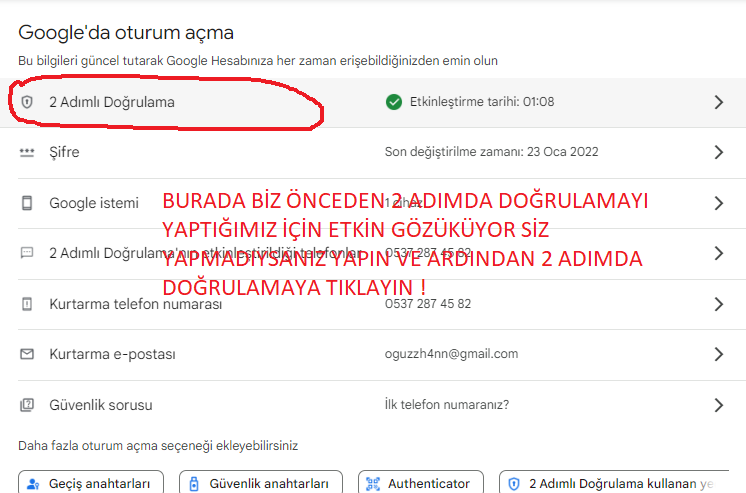 Google'da oturum açma
Bu bilgileri güncel tutarak Google Hesabınıza her zaman erişebildiğinizden emin olun
2 Adımlı Doğrulama
Etkinleştirme tarihi: 01:08
Şifre
Son değiştirilme zamanı: 23 Oca 2022
Google istemi
1 cihaz
BURADA BİZ ÖNCEDEN 2 ADIMDA DOĞRULAMAYI
YAPTIĞIMIZ İÇİN ETKİN GÖZÜKÜYOR SİZ
YAPMADIYSANIZ YAPIN VE ARDINDAN 2 ADIMDA
DOĞRULAMAYA TIKLAYIN !
2 Adımlı Doğrulama'nın etkinleştirildiği telefonlar
0537 287 45 82
Kurtarma telefon numarası
0537 287 45 82
Kurtarma e-postası
oguzzh4nn@gmail.com
Güvenlik sorusu
İlk telefon numaranız?
Daha fazla oturum açma seçeneği ekleyebilirsiniz
Geçiş anahtarları
Güvenlik anahtarları
Authenticator
2 Adımlı Doğrulama kullanan ye